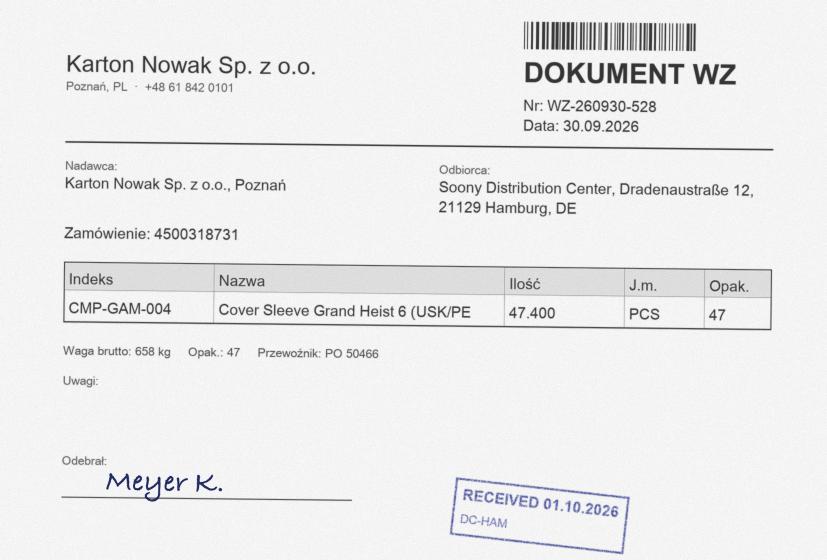 Karton Nowak Sp. z o.o.
Poznań, PL · +48 61 842 0101
DOKUMENT WZ
Nr: WZ-260930-528
Data: 30.09.2026
Nadawca:
Karton Nowak Sp. z o.o., Poznań
Odbiorca:
Soony Distribution Center, Dradenaustraße 12,
21129 Hamburg, DE
Zamówienie: 4500318731
Indeks Nazwa Ilość J.m. Opak.
CMP-GAM-004 Cover Sleeve Grand Heist 6 (USK/PE 47.400 PCS 47
Waga brutto: 658 kg Opak.: 47 Przewoźnik: PO 50466
Uwagi:
Odebrał:
Meyer K.
RECEIVED 01.10.2026
DC-HAM